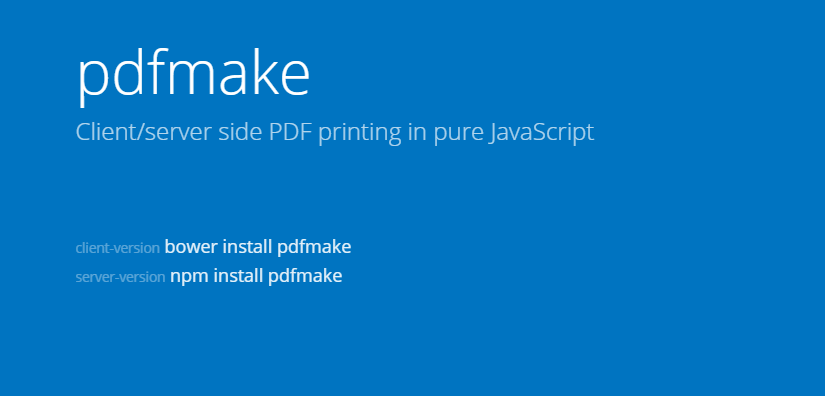 pdfmake
Client/server side PDF printing in pure JavaScript
client-version bower install pdfmake
server-version npm install pdfmake